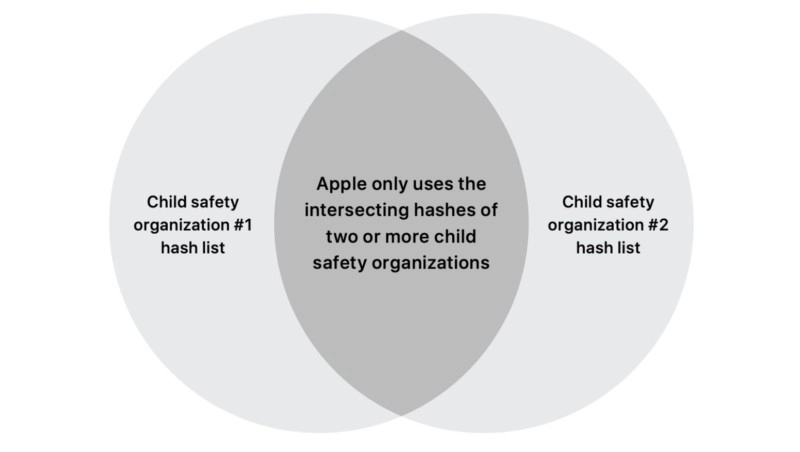 Child safety
organization #1
hash list
Apple only uses the
intersecting hashes of
two or more child
safety organizations
Child safety
organization #2
hash list